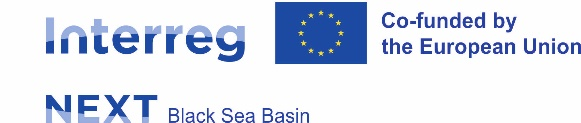 Interreg
Co-funded by
the European Union
NEXT Black Sea Basin